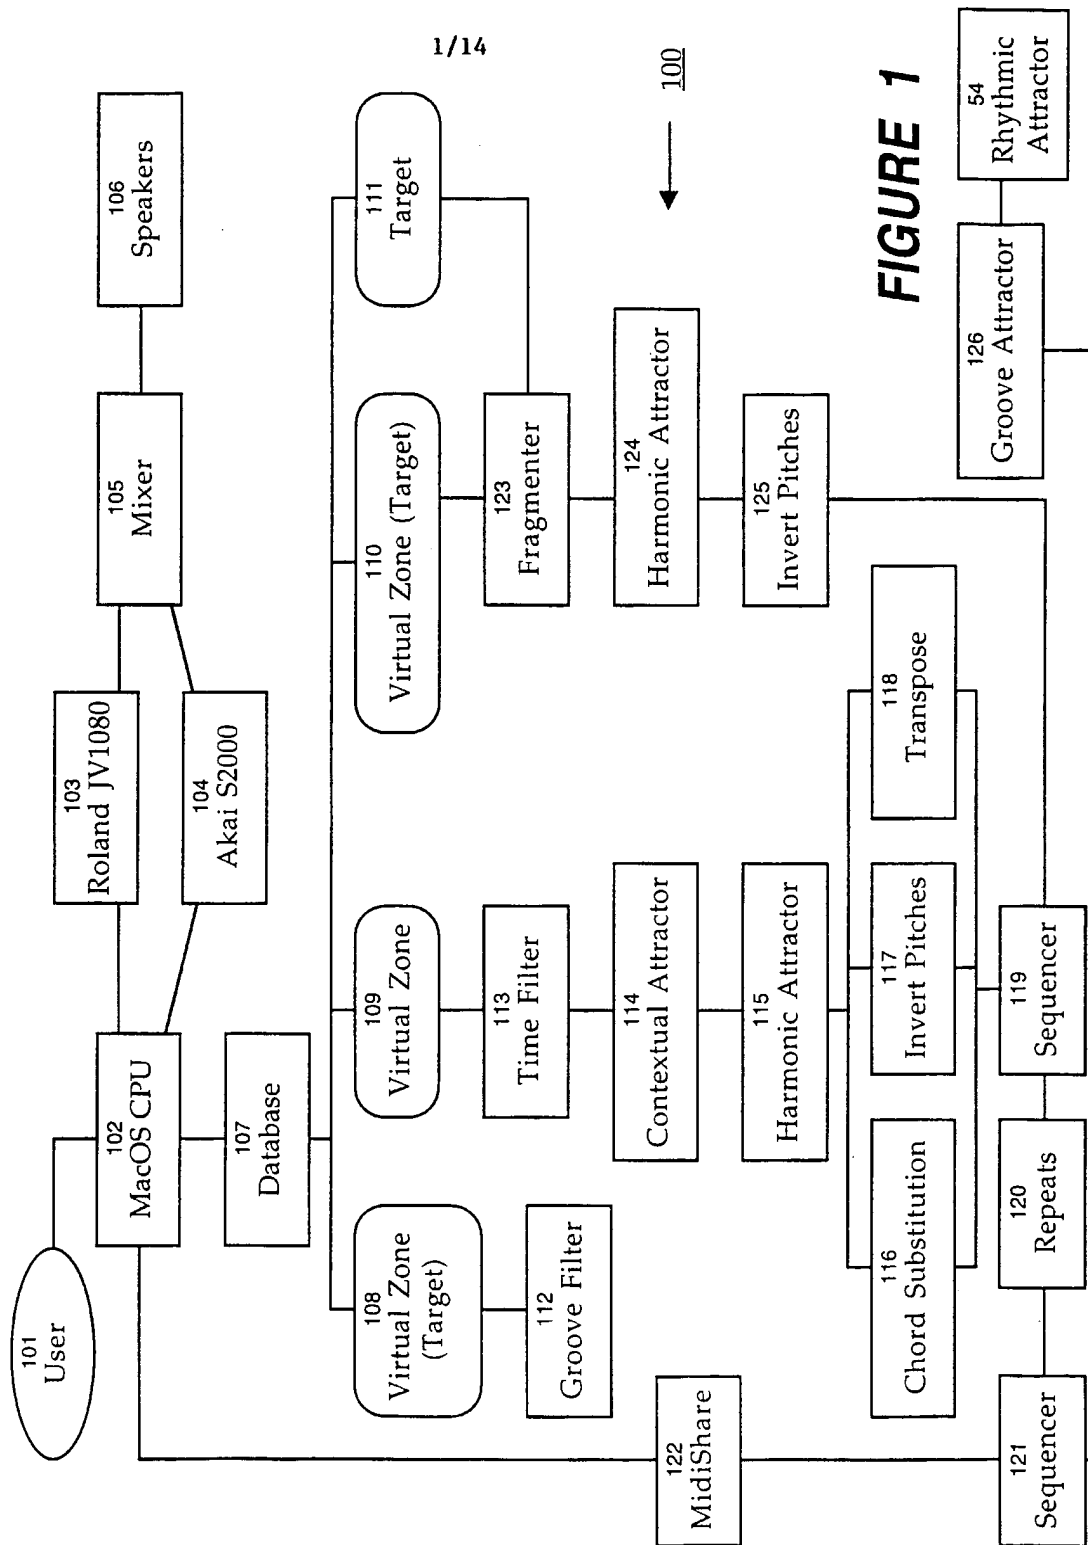 1/14
101
User
102
MacOS CPU
103
Roland JV1080
104
Akai S2000
105
Mixer
106
Speakers
107
Database
108
Virtual Zone
(Target)
109
Virtual Zone
110
Virtual Zone (Target)
111
Target
112
Groove Filter
113
Time Filter
123
Fragmenter
100
122
MidiShare
114
Contextual Attractor
124
Harmonic Attractor
115
Harmonic Attractor
125
Invert Pitches
116
Chord Substitution
117
Invert Pitches
118
Transpose
FIGURE 1
121
Sequencer
120
Repeats
119
Sequencer
126
Groove Attractor
54
Rhythmic
Attractor